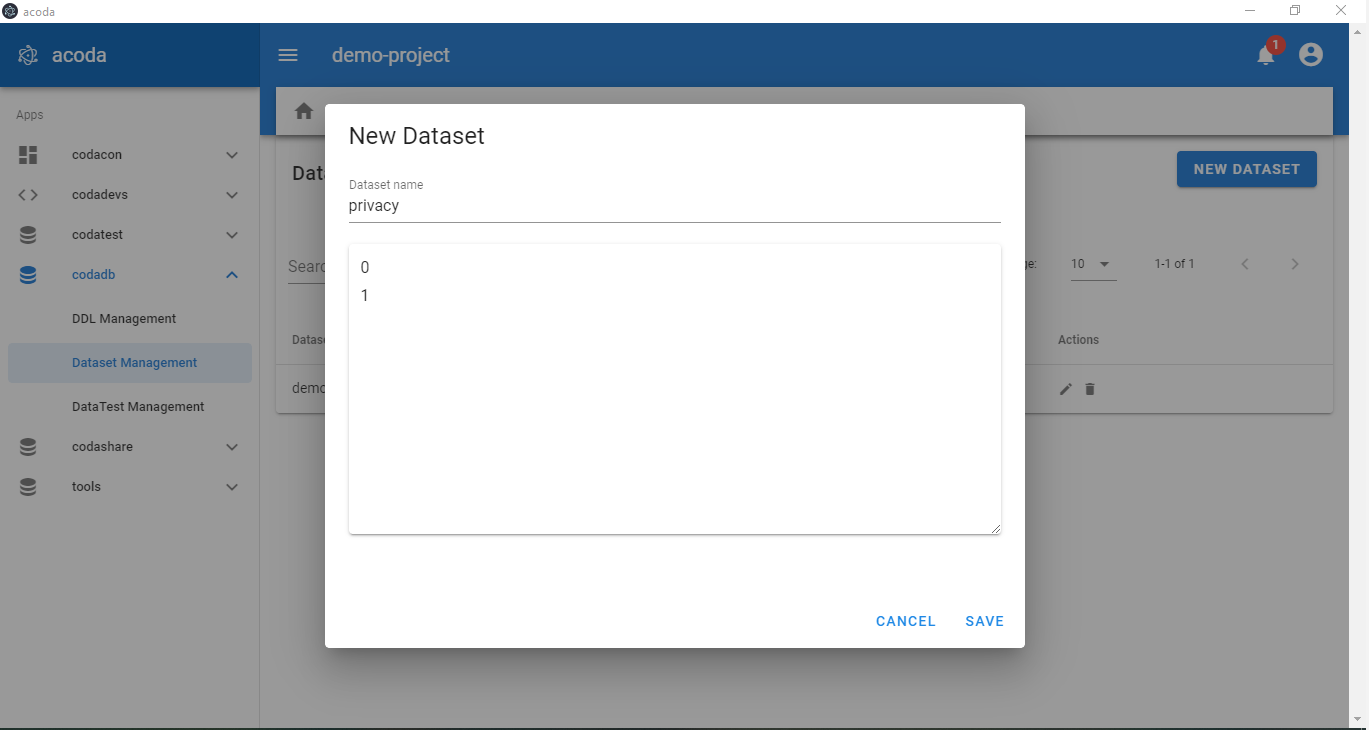 acoda
acoda
demo-project
1
Apps
codacon
codadevs
codatest
codadb
DDL Management
Dataset Management
DataTest Management
codashare
tools
Data
NEW DATASET
Searc
ge:
10
1-1 of 1
Datase
Actions
demo
New Dataset
Dataset name
privacy
0
1
CANCEL
SAVE